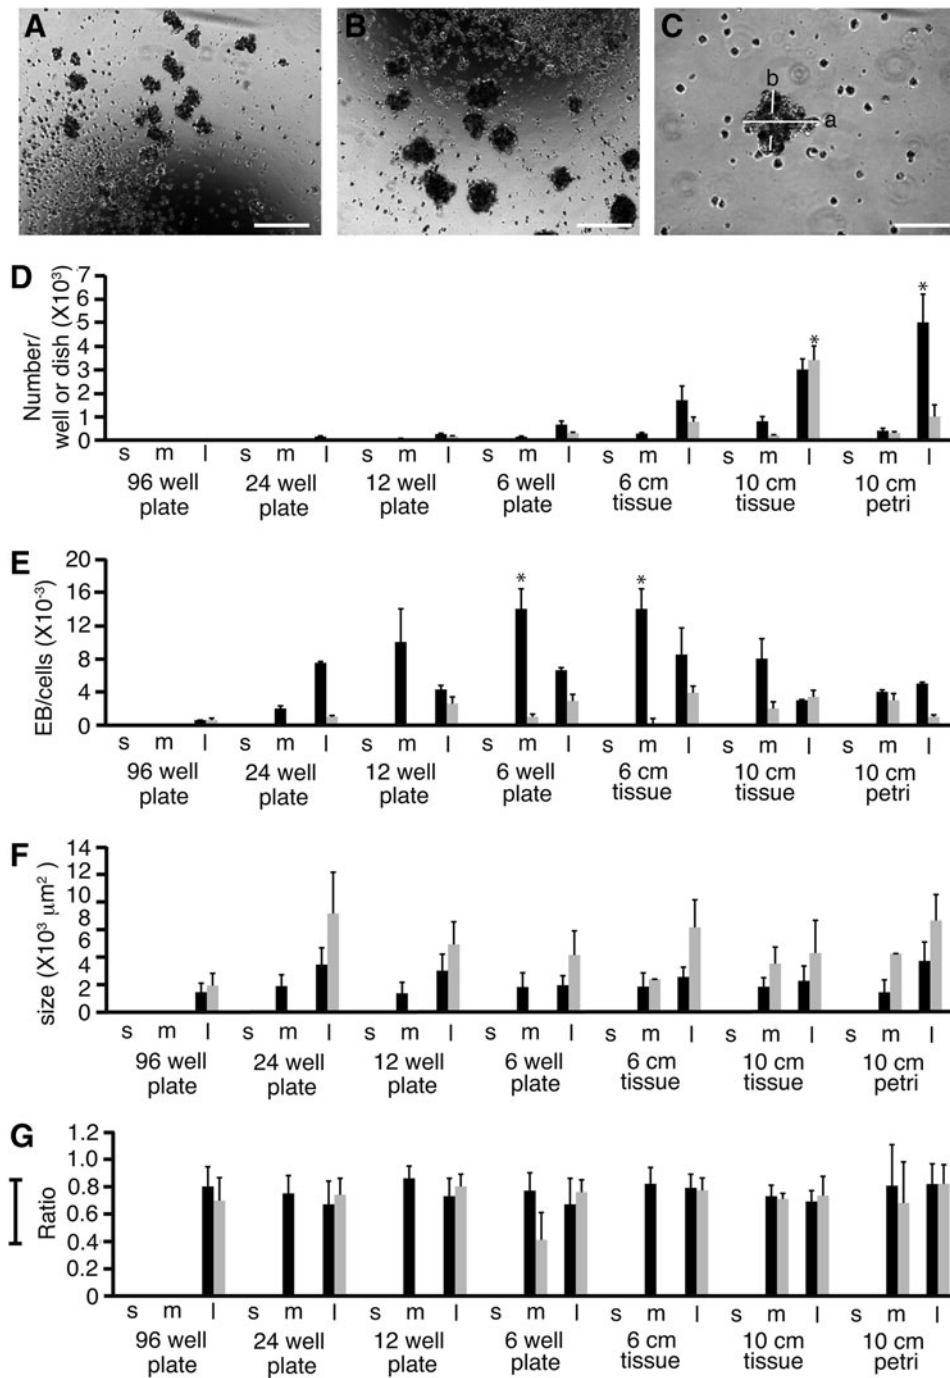 A
B
C
b
a
D
Number/
well or dish (X10³)
7
6
5
4
3
2
1
0
s m l s m l s m l s m l s m l s m l s m l
96 well 24 well 12 well 6 well 6 cm 10 cm 10 cm
plate plate plate plate tissue tissue petri
* *
E
EB/cells (X10⁻³)
20
16
12
8
4
0
* *
s m l s m l s m l s m l s m l s m l s m l
96 well 24 well 12 well 6 well 6 cm 10 cm 10 cm
plate plate plate plate tissue tissue petri
F
size (X10³ μm²)
14
12
10
8
6
4
2
0
s m l s m l s m l s m l s m l s m l s m l
96 well 24 well 12 well 6 well 6 cm 10 cm 10 cm
plate plate plate plate tissue tissue petri
G
Ratio
1.2
1.0
0.8
0.6
0.4
0.2
0
s m l s m l s m l s m l s m l s m l s m l
96 well 24 well 12 well 6 well 6 cm 10 cm 10 cm
plate plate plate plate tissue tissue petri